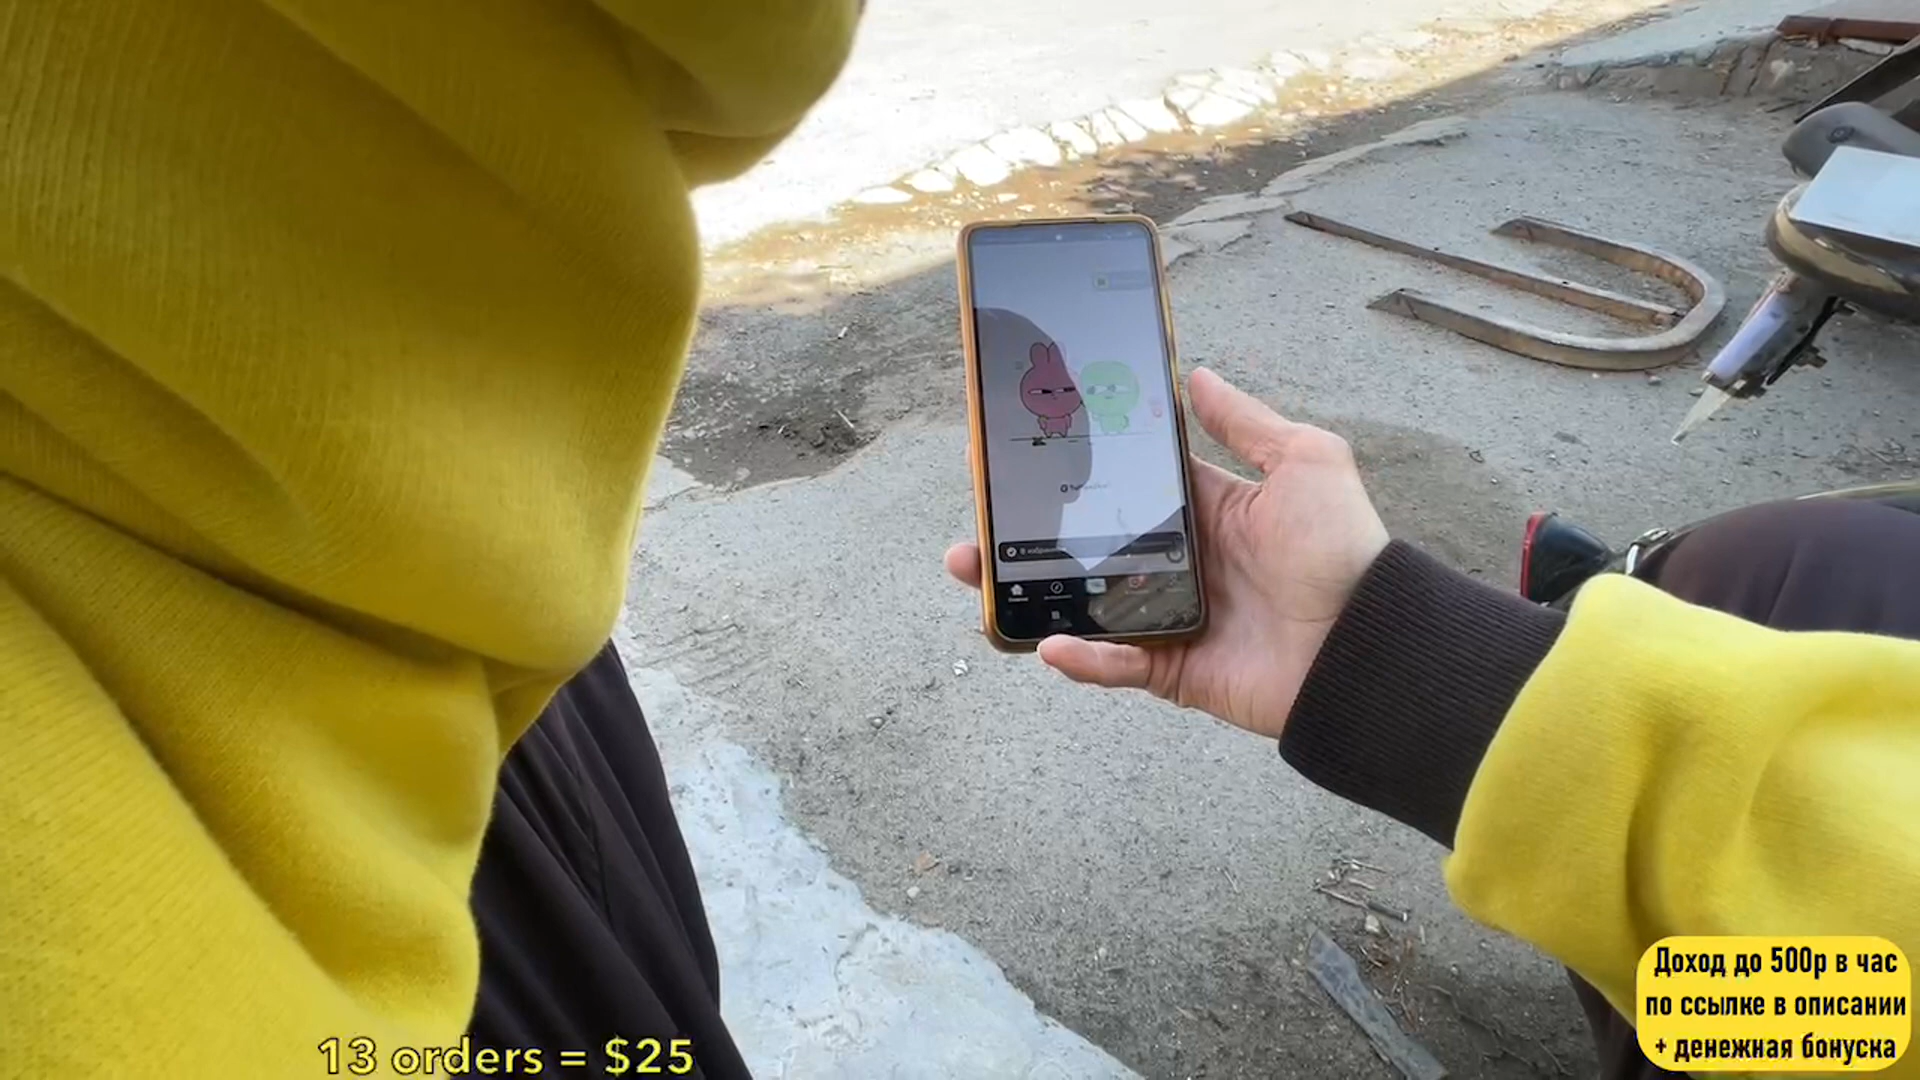 13 orders = $25
Доход до 500р в час
по ссылке в описании
+ денежная бонуска